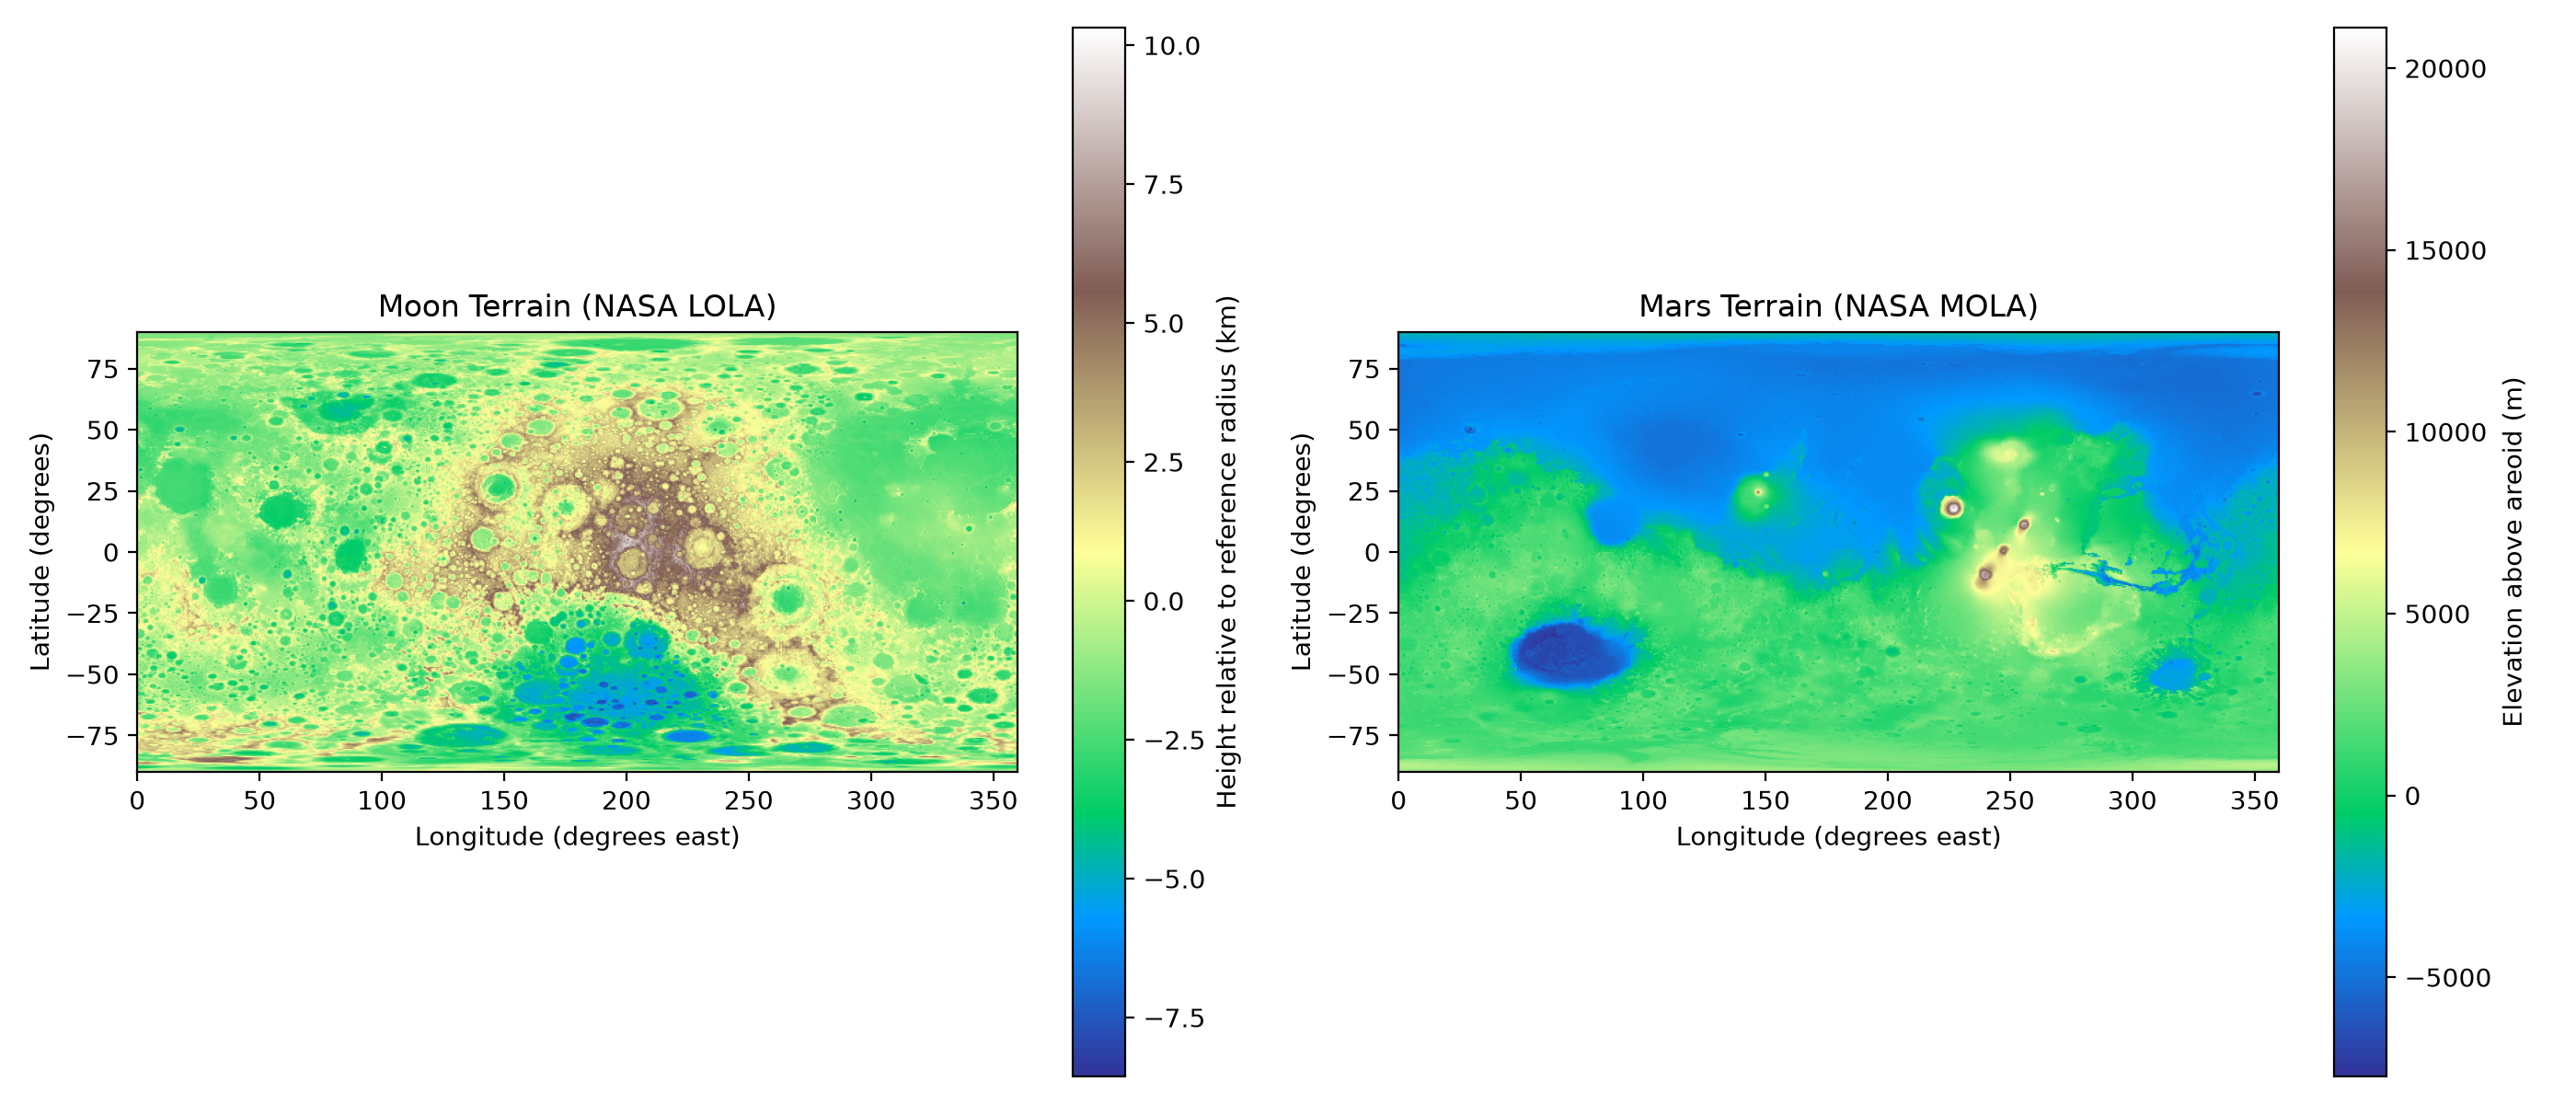 Moon Terrain (NASA LOLA)
75
50
25
0
−25
−50
−75
Latitude (degrees)
0 50 100 150 200 250 300 350
Longitude (degrees east)
10.0
7.5
5.0
2.5
0.0
−2.5
−5.0
−7.5
Height relative to reference radius (km)
Mars Terrain (NASA MOLA)
75
50
25
0
−25
−50
−75
Latitude (degrees)
0 50 100 150 200 250 300 350
Longitude (degrees east)
20000
15000
10000
5000
0
−5000
Elevation above areoid (m)